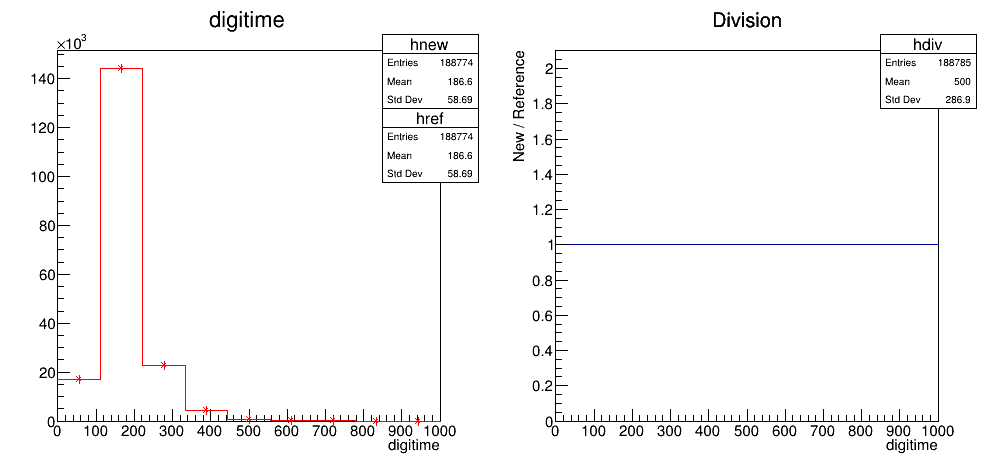 digitime
×10³
hnew
Entries 188774
Mean 186.6
Std Dev 58.69
href
Entries 188774
Mean 186.6
Std Dev 58.69
140
120
100
80
60
40
20
0
0 100 200 300 400 500 600 700 800 900 1000
digitime
Division
hdiv
Entries 188785
Mean 500
Std Dev 286.9
New / Reference
2
1.8
1.6
1.4
1.2
1
0.8
0.6
0.4
0.2
0
0 100 200 300 400 500 600 700 800 900 1000
digitime